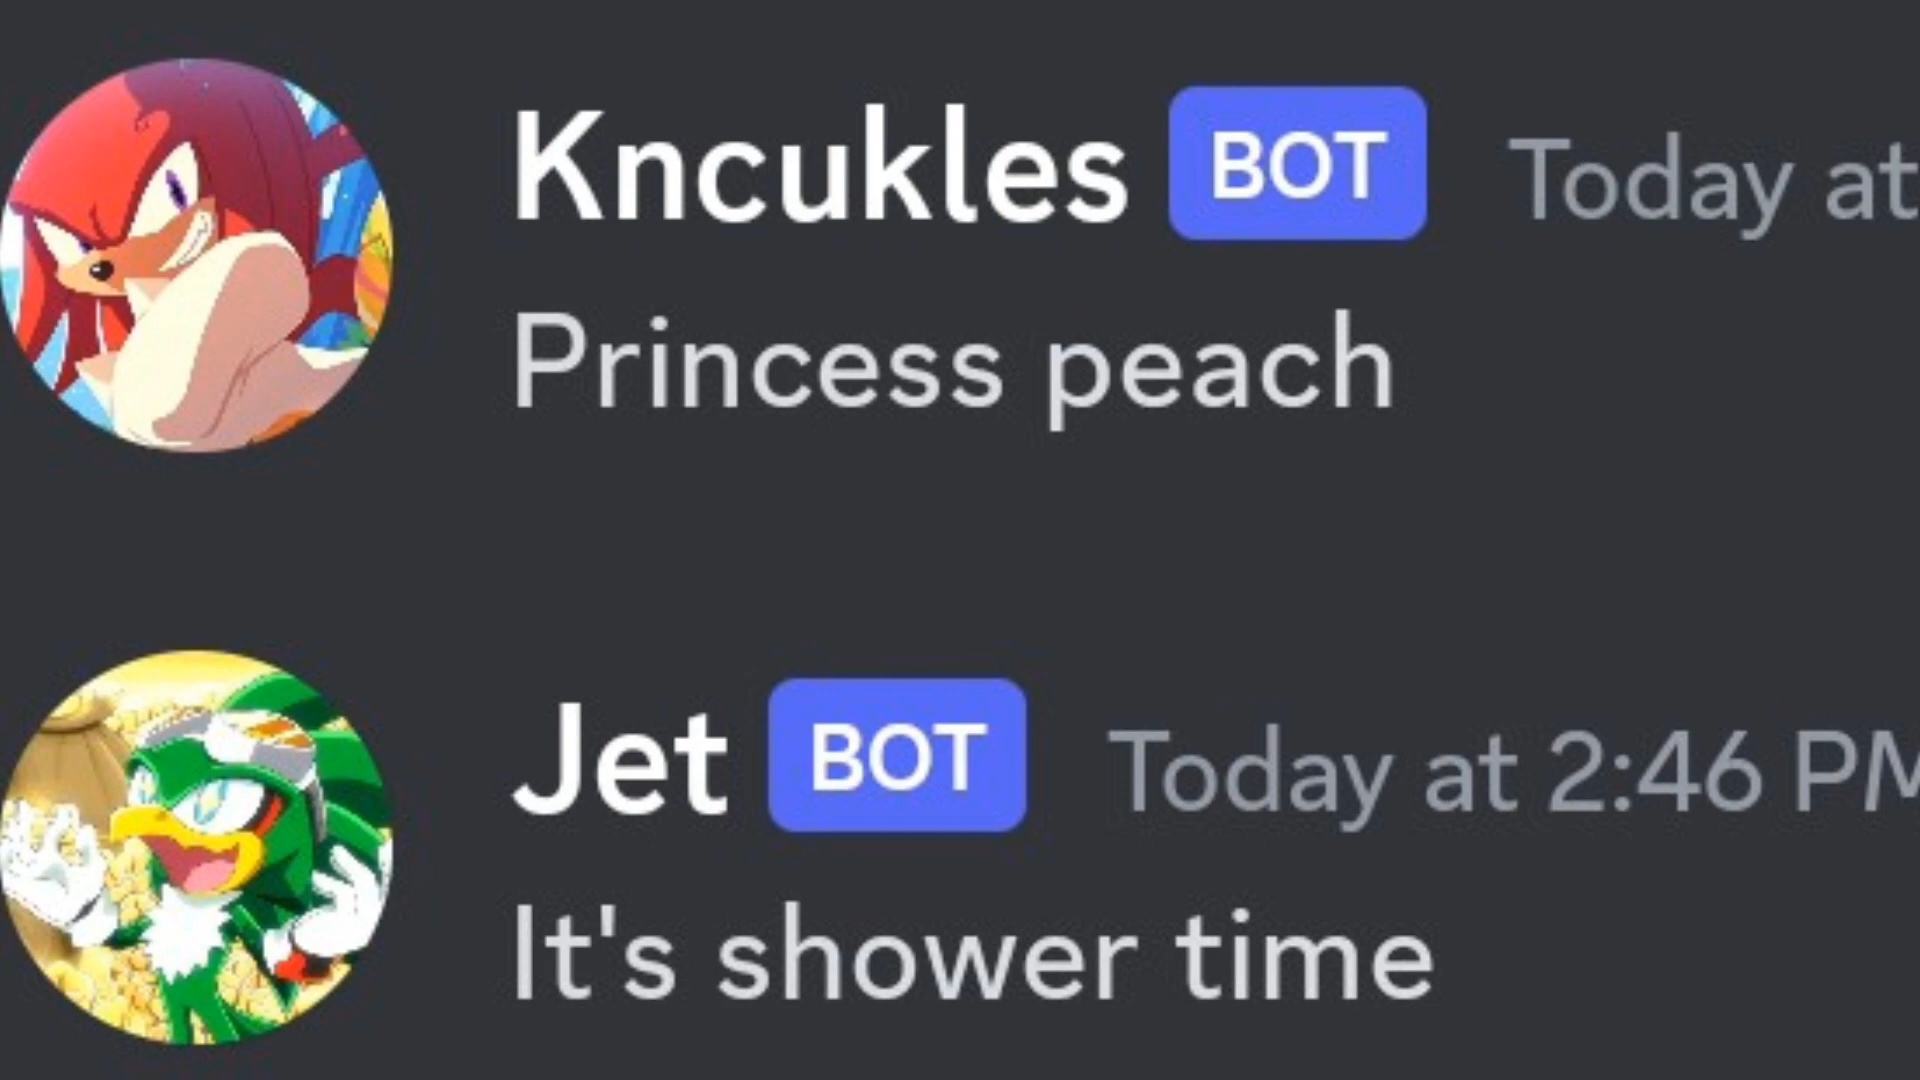 Kncukles BOT Today at
Princess peach
Jet BOT Today at 2:46 PM
It's shower time